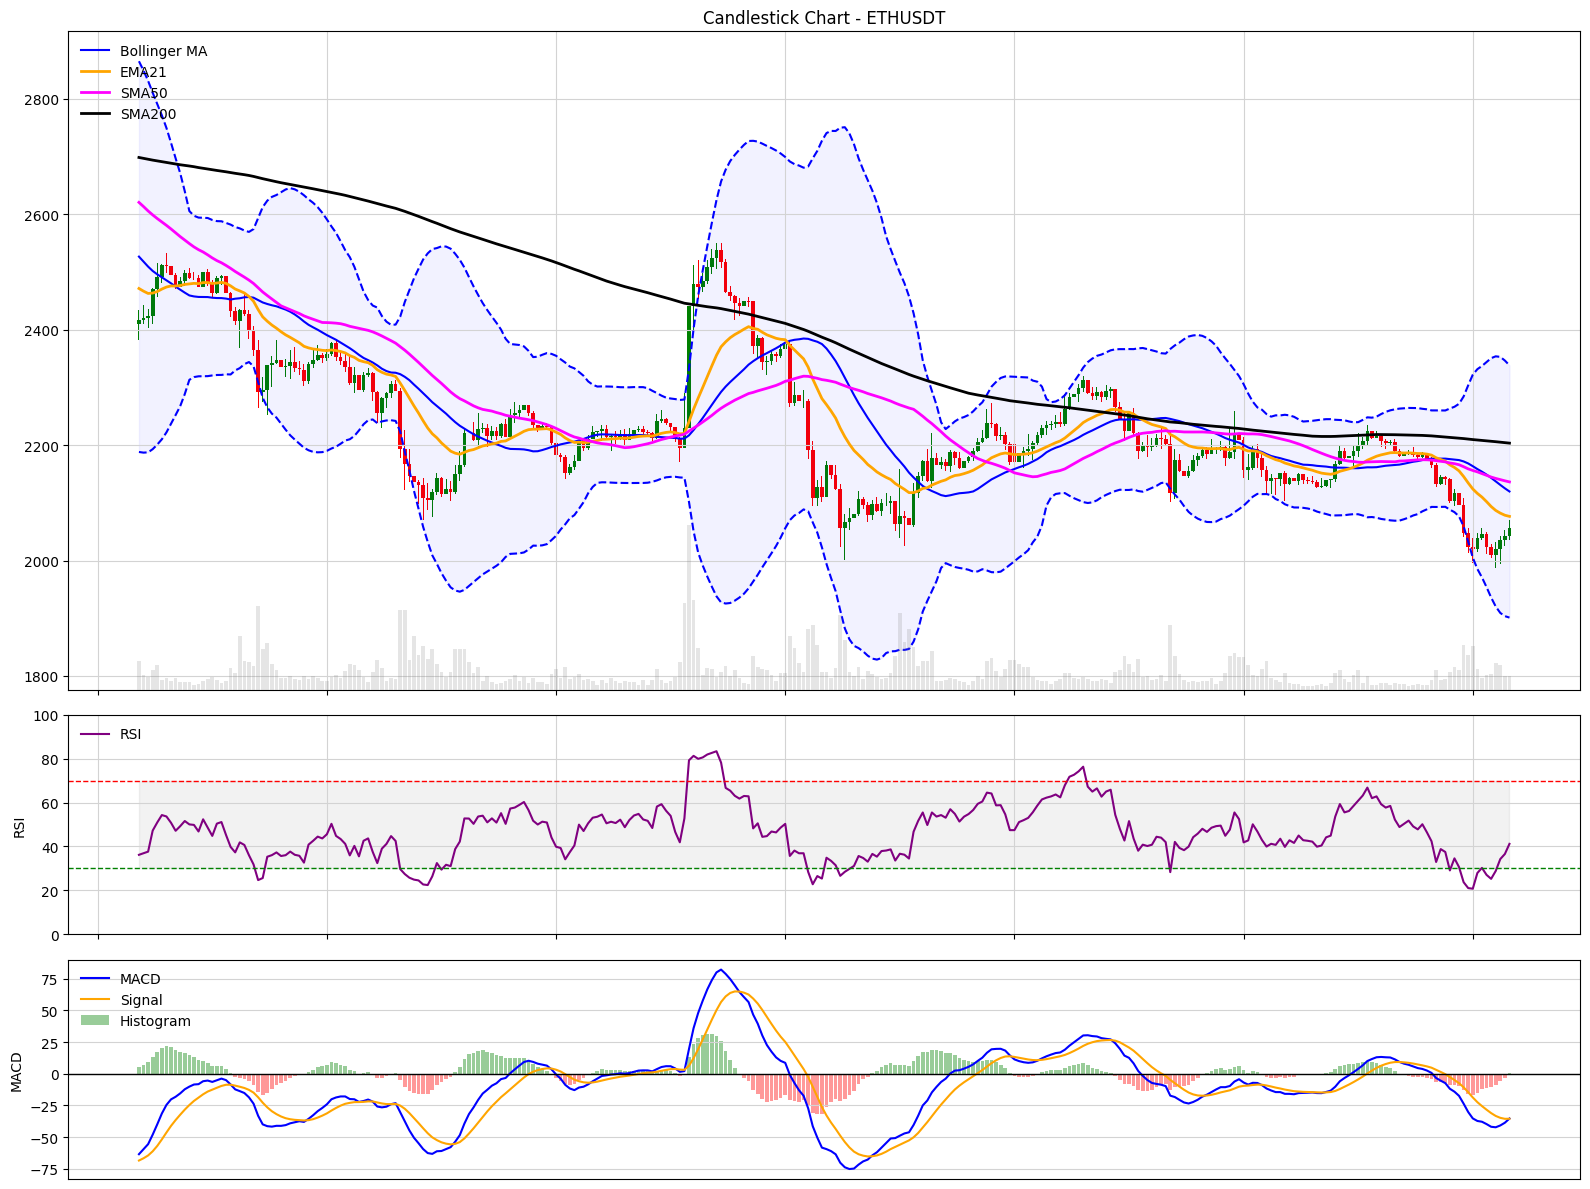 Candlestick Chart - ETHUSDT
Bollinger MA
EMA21
SMA50
SMA200
2800
2600
2400
2200
2000
1800
RSI
100
80
60
40
20
0
RSI
MACD
Signal
Histogram
75
50
25
0
−25
−50
−75
MACD